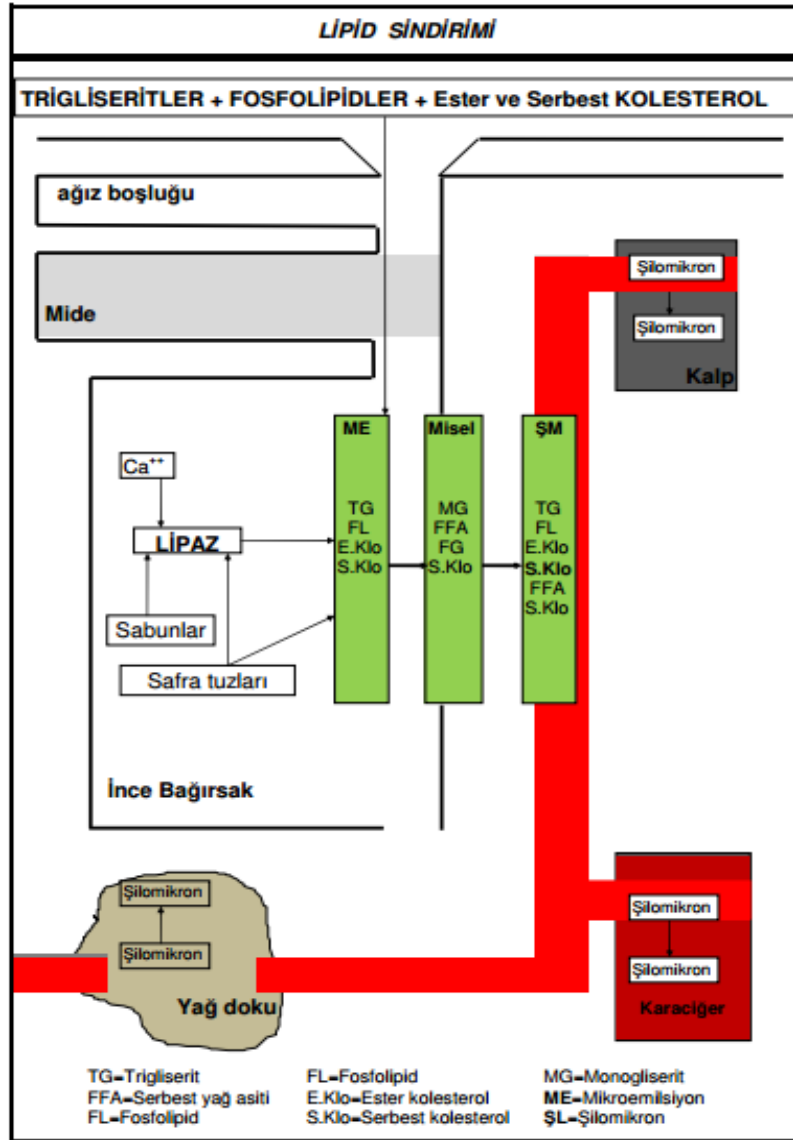 LİPİD SİNDİRİMİ
TRİGLİSERİTLER + FOSFOLİPİDLER + Ester ve Serbest KOLESTEROL
ağız boşluğu
Mide
Şilomikron
Şilomikron
Kalp
ME
TG
FL
E.Klo
S.Klo
Misel
MG
FFA
FG
S.Klo
ŞM
TG
FL
E.Klo
S.Klo
FFA
S.Klo
Ca++
LİPAZ
Sabunlar
Safra tuzları
İnce Bağırsak
Şilomikron
Şilomikron
Yağ doku
Şilomikron
Şilomikron
Karaciğer
TG=Trigliserit FL=Fosfolipid MG=Monogliserit
FFA=Serbest yağ asiti E.Klo=Ester kolesterol ME=Mikroemilsiyon
FL=Fosfolipid S.Klo=Serbest kolesterol ŞL=Şilomikron